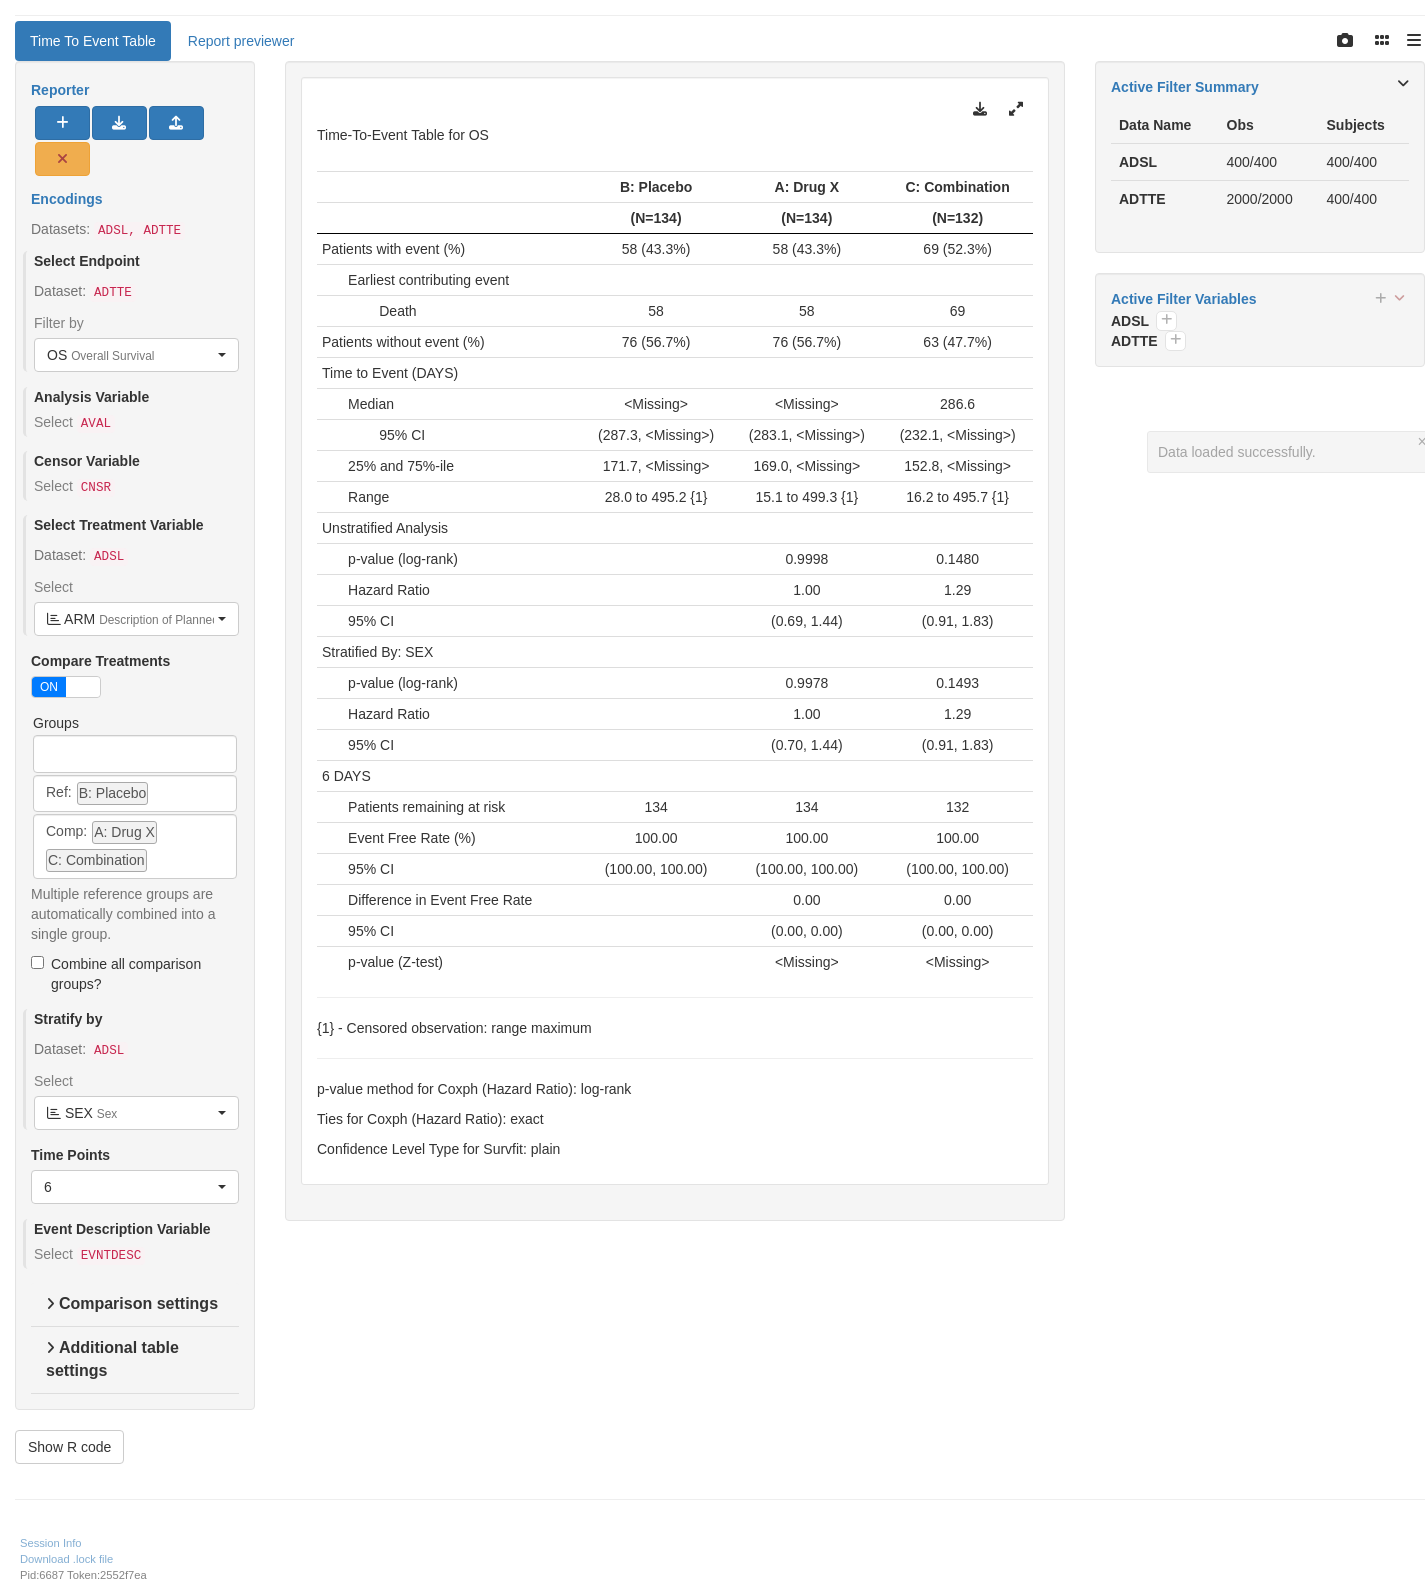 Time To Event Table
Report previewer
Reporter
Encodings
Datasets: ADSL, ADTTE
Select Endpoint
Dataset: ADTTE
Filter by
OS Overall Survival
Analysis Variable
Select AVAL
Censor Variable
Select CNSR
Select Treatment Variable
Dataset: ADSL
Select
ARM Description of Planned
Compare Treatments
ON
Groups
Ref: B: Placebo
Comp: A: Drug X
C: Combination
Multiple reference groups are
automatically combined into a
single group.
Combine all comparison
groups?
Stratify by
Dataset: ADSL
Select
SEX Sex
Time Points
6
Event Description Variable
Select EVNTDESC
Comparison settings
Additional table
settings
Show R code
Time-To-Event Table for OS
B: Placebo A: Drug X C: Combination
(N=134) (N=134) (N=132)
Patients with event (%) 58 (43.3%) 58 (43.3%) 69 (52.3%)
Earliest contributing event
Death 58 58 69
Patients without event (%) 76 (56.7%) 76 (56.7%) 63 (47.7%)
Time to Event (DAYS)
Median <Missing> <Missing> 286.6
95% CI (287.3, <Missing>) (283.1, <Missing>) (232.1, <Missing>)
25% and 75%-ile 171.7, <Missing> 169.0, <Missing> 152.8, <Missing>
Range 28.0 to 495.2 {1} 15.1 to 499.3 {1} 16.2 to 495.7 {1}
Unstratified Analysis
p-value (log-rank) 0.9998 0.1480
Hazard Ratio 1.00 1.29
95% CI (0.69, 1.44) (0.91, 1.83)
Stratified By: SEX
p-value (log-rank) 0.9978 0.1493
Hazard Ratio 1.00 1.29
95% CI (0.70, 1.44) (0.91, 1.83)
6 DAYS
Patients remaining at risk 134 134 132
Event Free Rate (%) 100.00 100.00 100.00
95% CI (100.00, 100.00) (100.00, 100.00) (100.00, 100.00)
Difference in Event Free Rate 0.00 0.00
95% CI (0.00, 0.00) (0.00, 0.00)
p-value (Z-test) <Missing> <Missing>
{1} - Censored observation: range maximum
p-value method for Coxph (Hazard Ratio): log-rank
Ties for Coxph (Hazard Ratio): exact
Confidence Level Type for Survfit: plain
Active Filter Summary
Data Name Obs Subjects
ADSL 400/400 400/400
ADTTE 2000/2000 400/400
Active Filter Variables
ADSL
ADTTE
Data loaded successfully.
Session Info
Download .lock file
Pid:6687 Token:2552f7ea